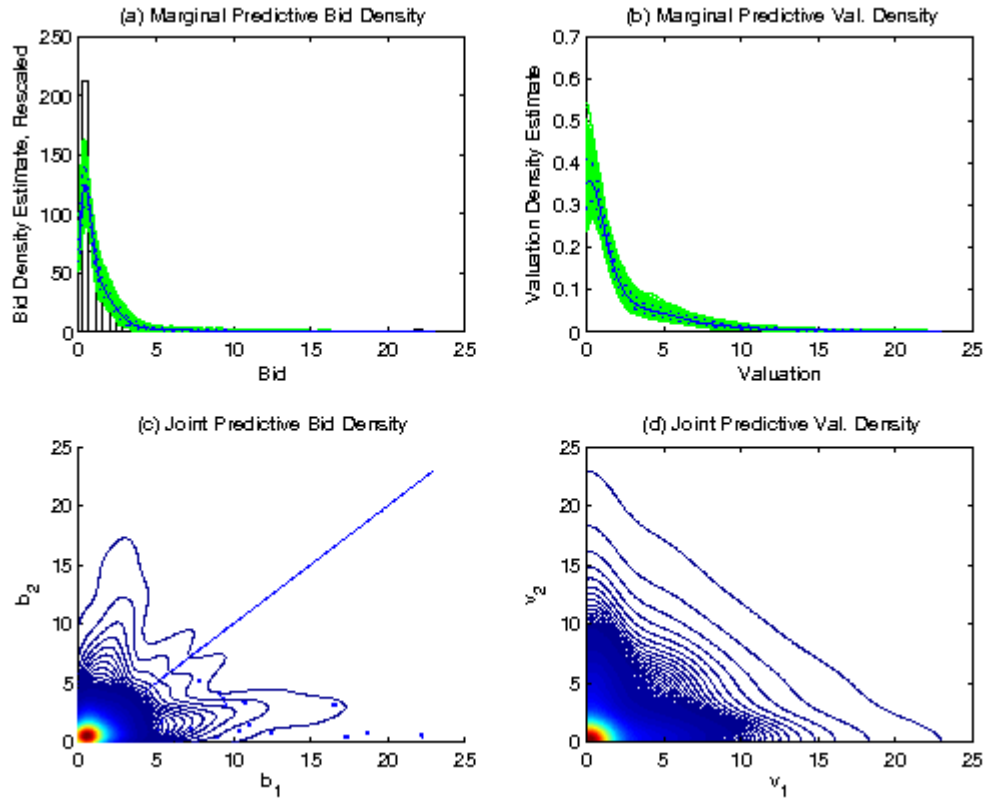 (a) Marginal Predictive Bid Density
Bid Density Estimate, Rescaled
250
200
150
100
50
0
0 5 10 15 20 25
Bid
(b) Marginal Predictive Val. Density
Valuation Density Estimate
0.7
0.6
0.5
0.4
0.3
0.2
0.1
0
0 5 10 15 20 25
Valuation
(c) Joint Predictive Bid Density
b2
25
20
15
10
5
0
0 5 10 15 20 25
b1
(d) Joint Predictive Val. Density
v2
25
20
15
10
5
0
0 5 10 15 20 25
v1